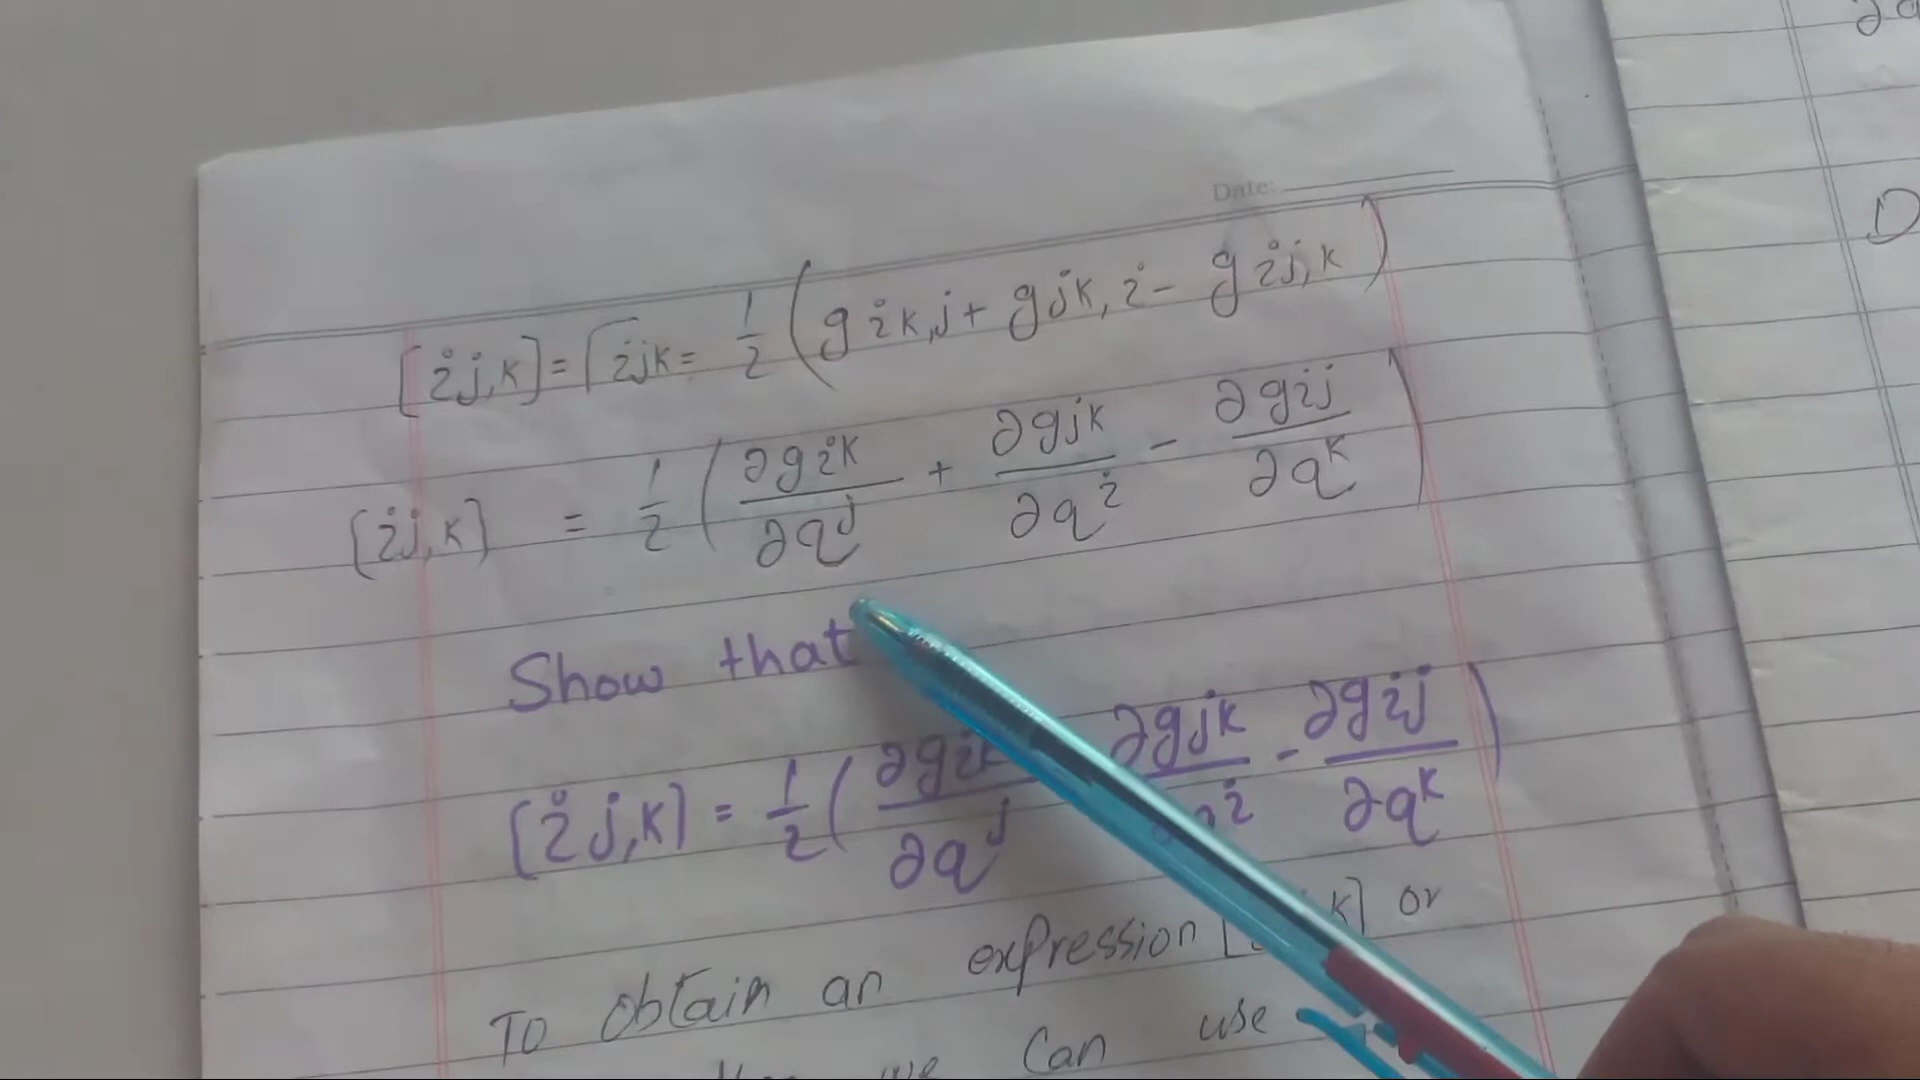 Date:
[ij,k] = Γijk = 1/2 (gik,j + gjk,i - gij,k)
[ij,k] = 1/2 (∂gik/∂q^j + ∂gjk/∂q^i - ∂gij/∂q^k)
Show that
[ij,k] = 1/2 (∂gik/∂q^j ∂gjk/∂q^i - ∂gij/∂q^k)
To obtain an expression [ k] or
we can use
D